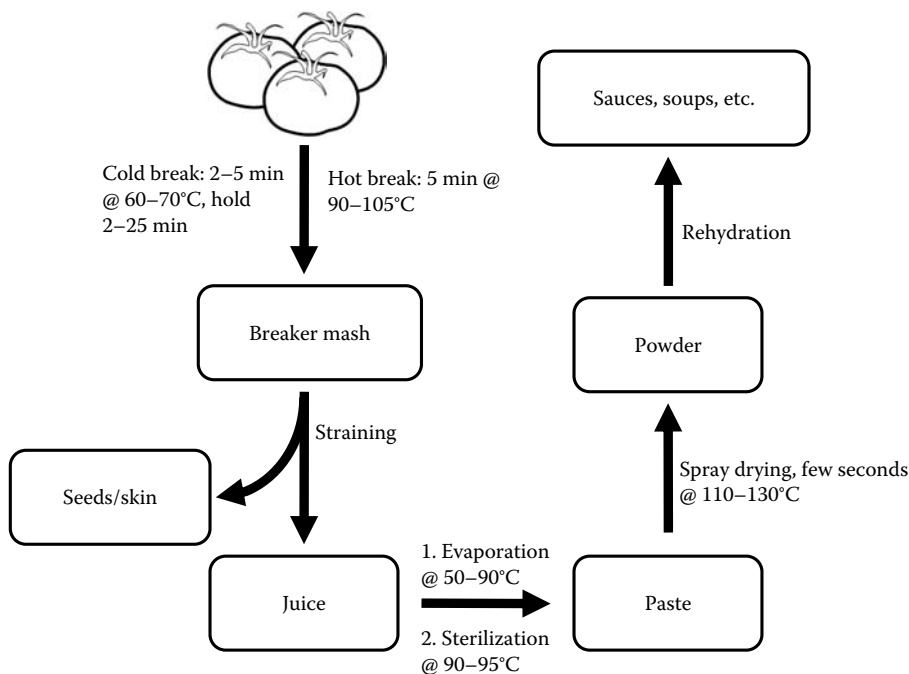 Cold break: 2–5 min
@ 60–70°C, hold
2–25 min
Hot break: 5 min @
90–105°C
Breaker mash
Straining
Seeds/skin
Juice
1. Evaporation
@ 50–90°C
2. Sterilization
@ 90–95°C
Paste
Spray drying, few seconds
@ 110–130°C
Powder
Rehydration
Sauces, soups, etc.